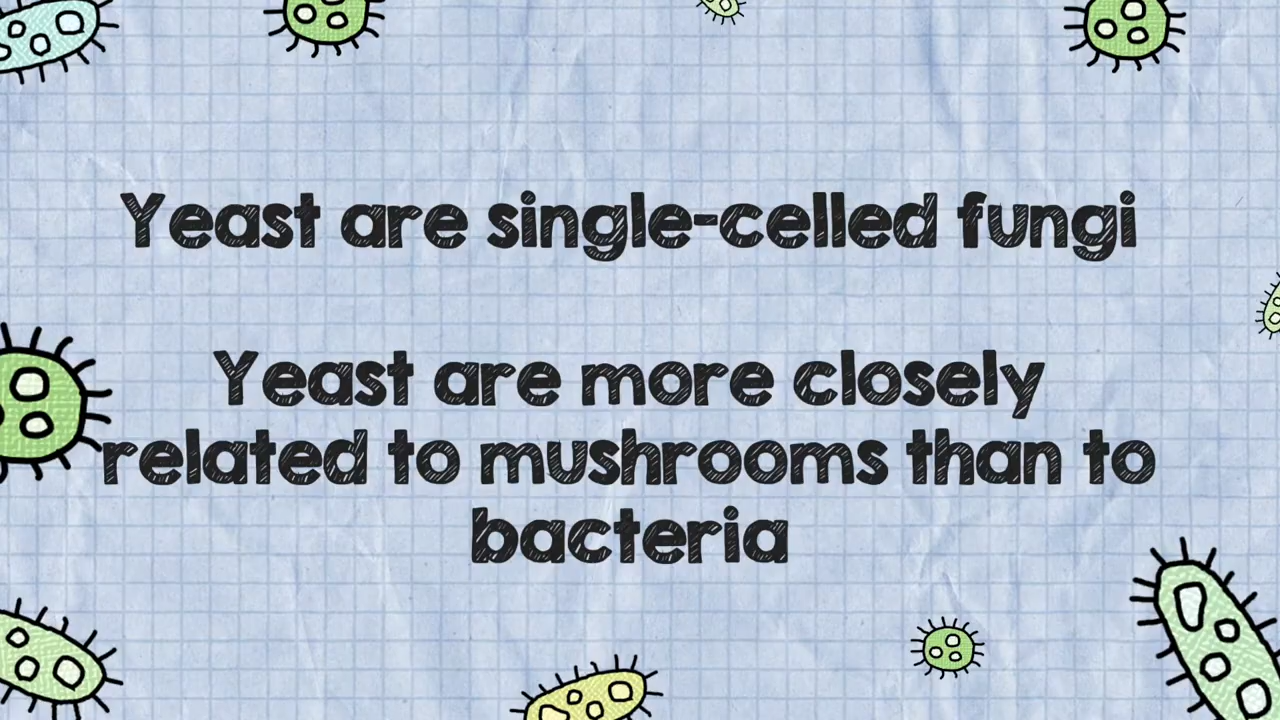 Yeast are single-celled fungi
Yeast are more closely
related to mushrooms than to
bacteria